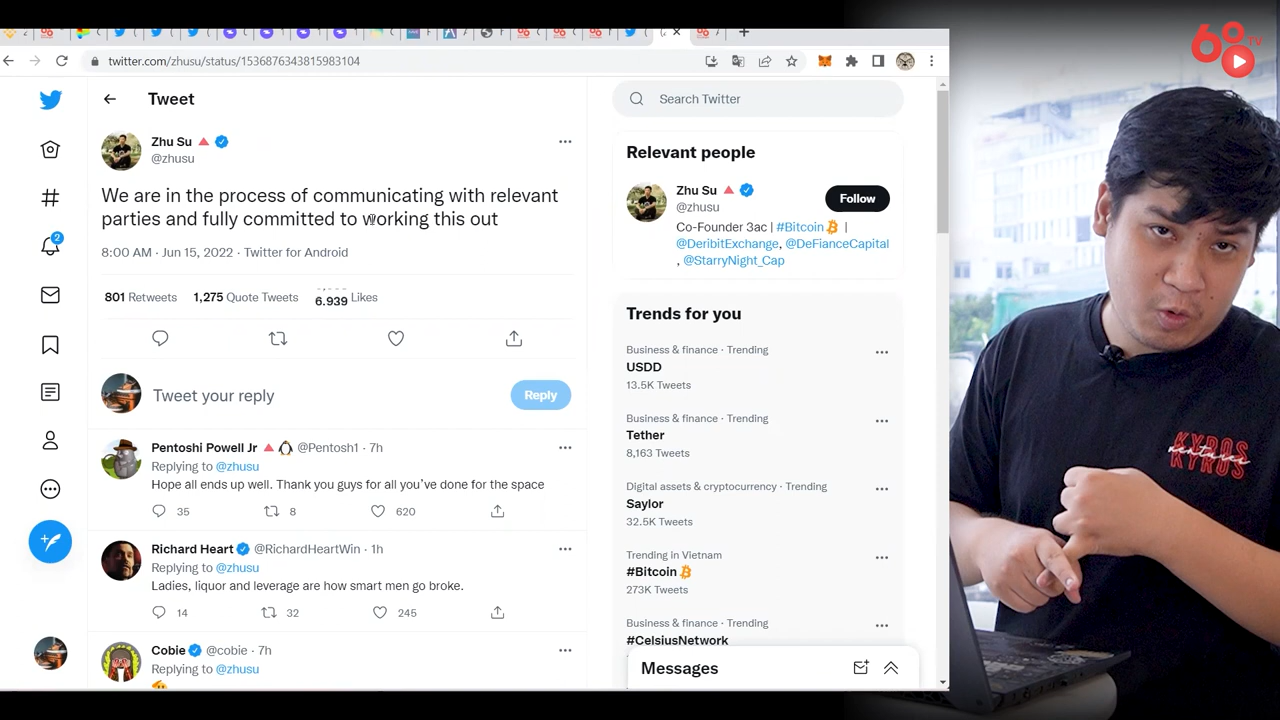 twitter.com/zhusu/status/1536876343815983104
Tweet
Zhu Su
@zhusu
We are in the process of communicating with relevant
parties and fully committed to working this out
8:00 AM · Jun 15, 2022 · Twitter for Android
801 Retweets 1,275 Quote Tweets 6.939 Likes
Tweet your reply
Reply
Pentoshi Powell Jr @Pentosh1 · 7h
Replying to @zhusu
Hope all ends up well. Thank you guys for all you've done for the space
35 8 620
Richard Heart @RichardHeartWin · 1h
Replying to @zhusu
Ladies, liquor and leverage are how smart men go broke.
14 32 245
Cobie @cobie · 7h
Replying to @zhusu
2
Search Twitter
Relevant people
Zhu Su
@zhusu
Follow
Co-Founder 3ac | #Bitcoin |
@DeribitExchange, @DeFianceCapital
, @StarryNight_Cap
Trends for you
Business & finance · Trending
USDD
13.5K Tweets
Business & finance · Trending
Tether
8,163 Tweets
Digital assets & cryptocurrency · Trending
Saylor
32.5K Tweets
Trending in Vietnam
#Bitcoin
273K Tweets
Business & finance · Trending
#CelsiusNetwork
Messages
68 TV
KYROS
ventures
KYROS